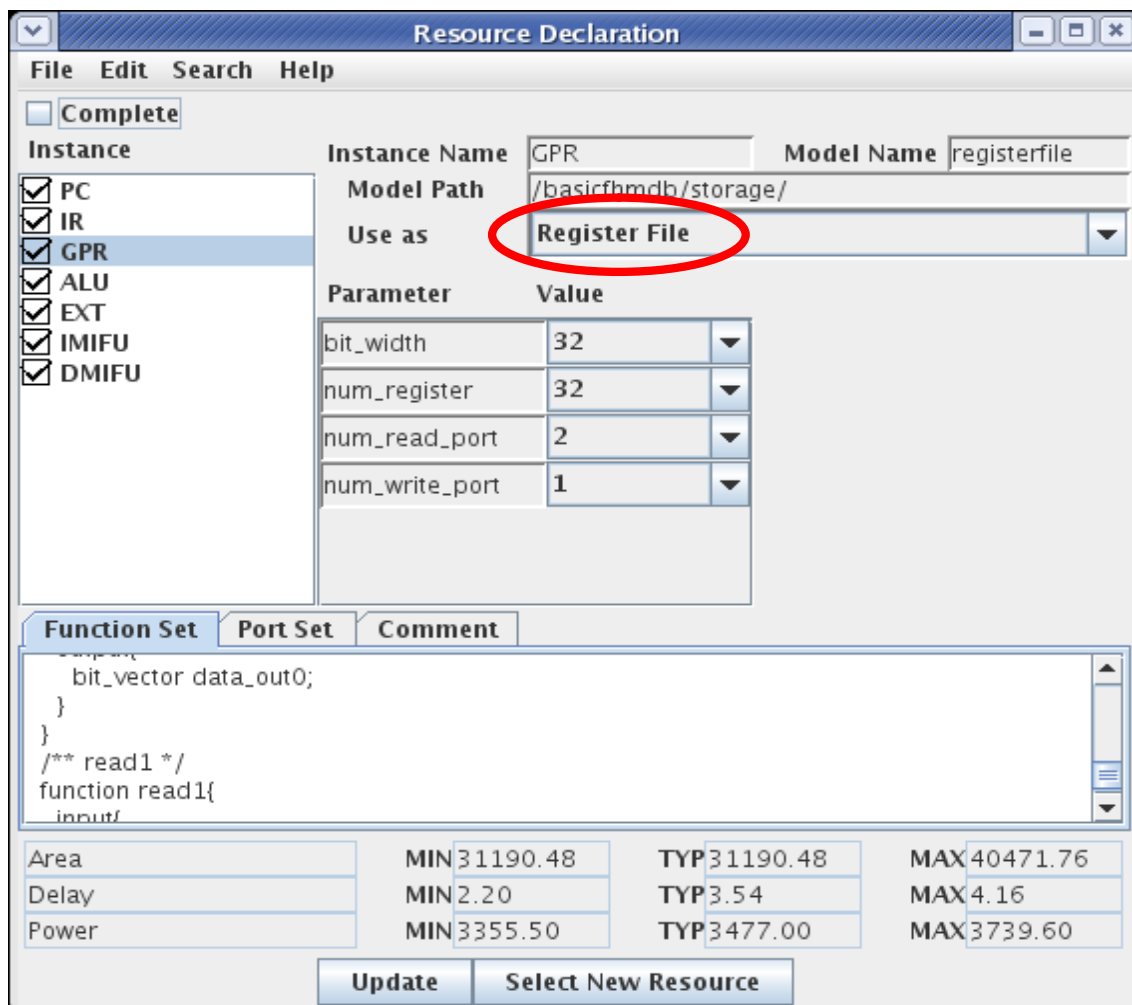 Resource Declaration
File Edit Search Help
Complete
Instance
Instance Name GPR Model Name registerfile
Model Path /basicfhmdb/storage/
Use as Register File
PC
IR
GPR
ALU
EXT
IMIFU
DMIFU
Parameter Value
bit_width 32
num_register 32
num_read_port 2
num_write_port 1
Function Set Port Set Comment
output{
bit_vector data_out0;
}
}
/** read1 */
function read1{
input{
Area MIN 31190.48 TYP 31190.48 MAX 40471.76
Delay MIN 2.20 TYP 3.54 MAX 4.16
Power MIN 3355.50 TYP 3477.00 MAX 3739.60
Update Select New Resource